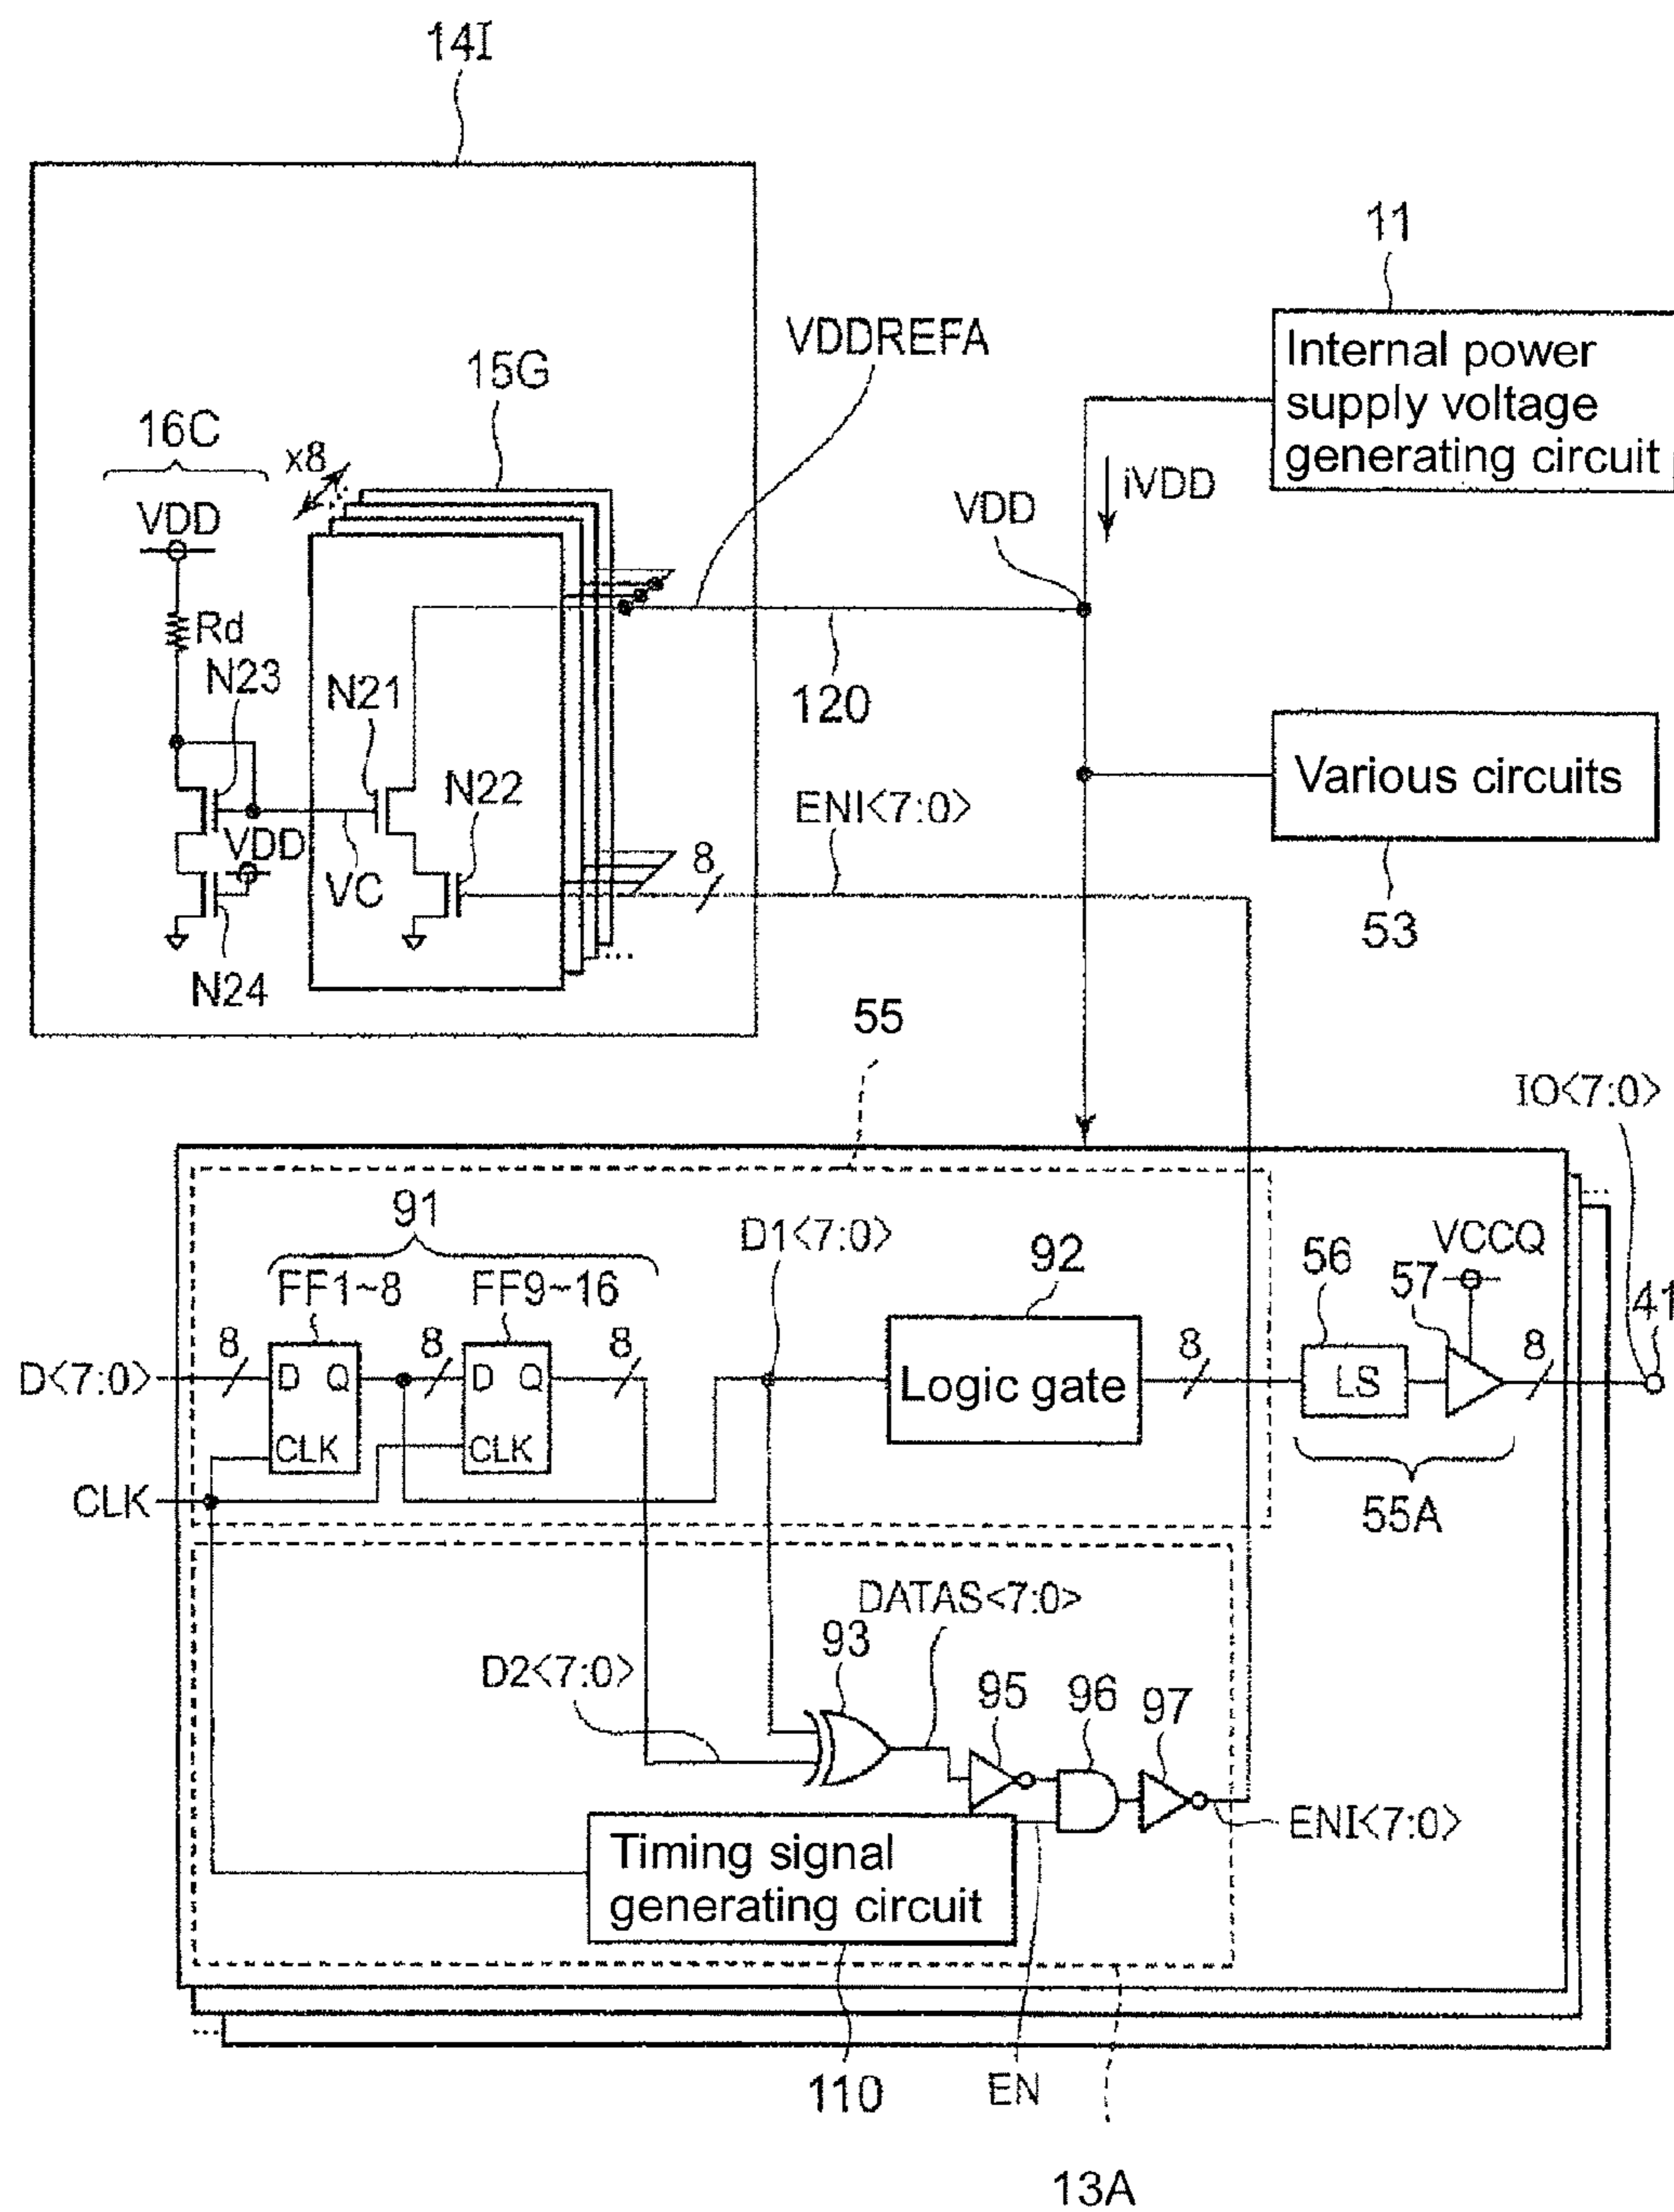 14I
11
Internal power
supply voltage
generating circuit
VDDREFA
15G
16C
x8
VDD
iVDD
VDD
Rd
N23
N21
120
Various circuits
N22
ENI<7:0>
VDD
VC
8
53
N24
55
IO<7:0>
91
D1<7:0>
92
VCCQ
FF1~8
FF9~16
56
57
41
8
8
8
8
8
D<7:0>
D
Q
D
Q
Logic gate
LS
CLK
CLK
CLK
55A
DATAS<7:0>
93
D2<7:0>
95
96
97
ENI<7:0>
Timing signal
generating circuit
110
EN
13A